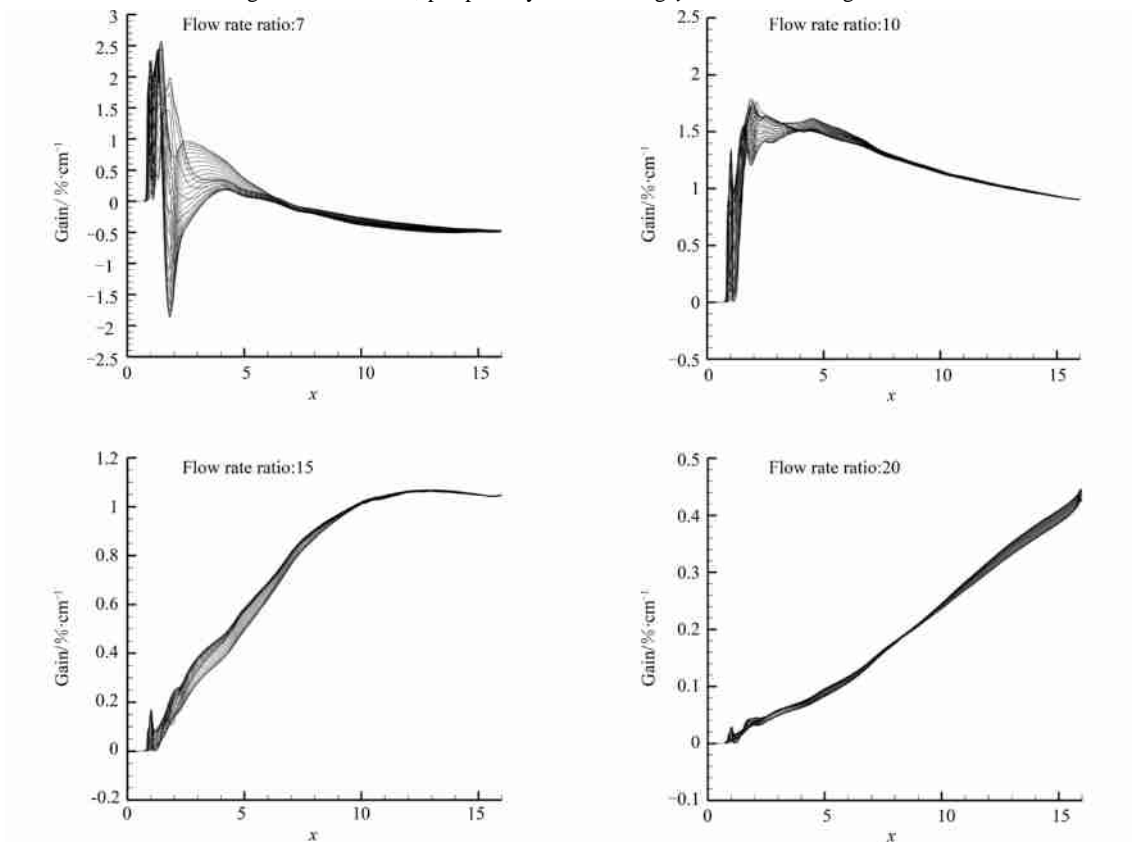 Flow rate ratio:7
3
2.5
2
1.5
1
0.5
0
−0.5
−1
−1.5
−2
−2.5
Gain/%·cm⁻¹
0 5 10 15
x
Flow rate ratio:10
2.5
2
1.5
1
0.5
0
−0.5
Gain/%·cm⁻¹
0 5 10 15
x
Flow rate ratio:15
1.2
1
0.8
0.6
0.4
0.2
0
-0.2
Gain/%·cm⁻¹
0 5 10 15
x
Flow rate ratio:20
0.5
0.4
0.3
0.2
0.1
0
−0.1
Gain/%·cm⁻¹
0 5 10 15
x